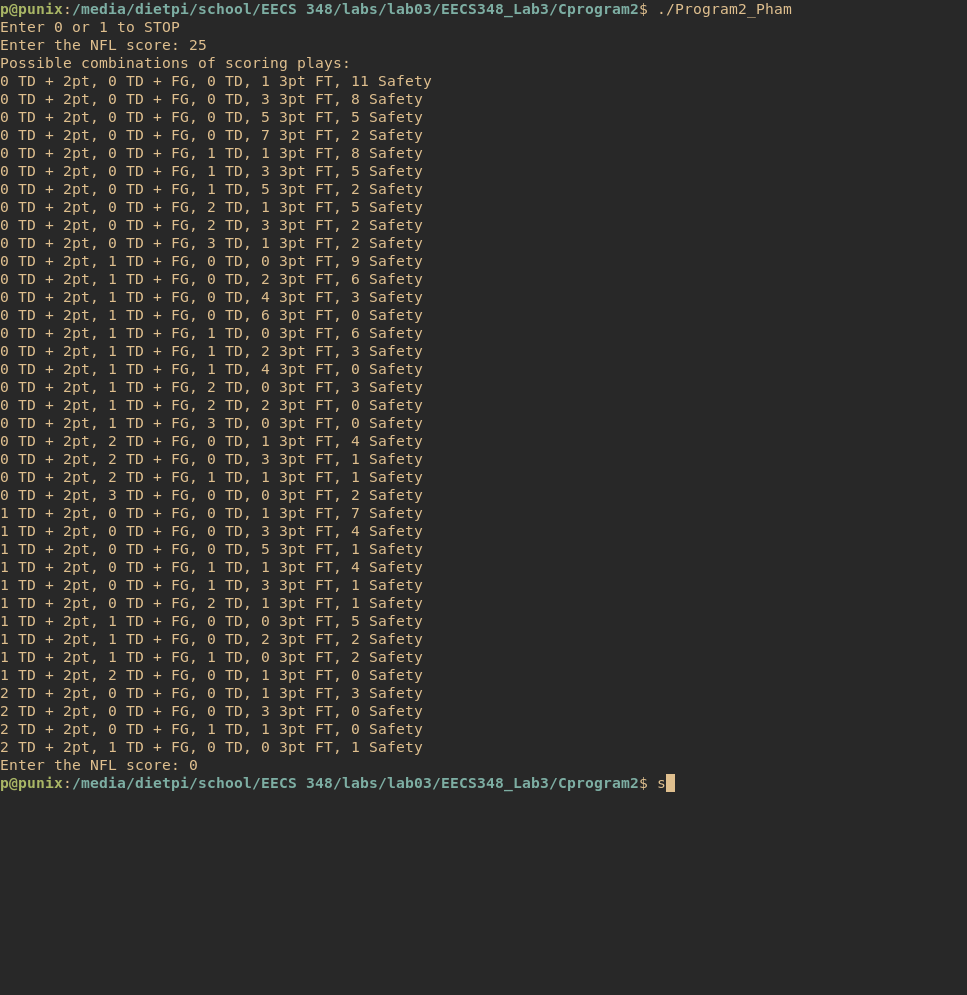 p@punix:/media/dietpi/school/EECS 348/labs/lab03/EECS348_Lab3/Cprogram2$ ./Program2_Pham
Enter 0 or 1 to STOP
Enter the NFL score: 25
Possible combinations of scoring plays:
0 TD + 2pt, 0 TD + FG, 0 TD, 1 3pt FT, 11 Safety
0 TD + 2pt, 0 TD + FG, 0 TD, 3 3pt FT, 8 Safety
0 TD + 2pt, 0 TD + FG, 0 TD, 5 3pt FT, 5 Safety
0 TD + 2pt, 0 TD + FG, 0 TD, 7 3pt FT, 2 Safety
0 TD + 2pt, 0 TD + FG, 1 TD, 1 3pt FT, 8 Safety
0 TD + 2pt, 0 TD + FG, 1 TD, 3 3pt FT, 5 Safety
0 TD + 2pt, 0 TD + FG, 1 TD, 5 3pt FT, 2 Safety
0 TD + 2pt, 0 TD + FG, 2 TD, 1 3pt FT, 5 Safety
0 TD + 2pt, 0 TD + FG, 2 TD, 3 3pt FT, 2 Safety
0 TD + 2pt, 0 TD + FG, 3 TD, 1 3pt FT, 2 Safety
0 TD + 2pt, 1 TD + FG, 0 TD, 0 3pt FT, 9 Safety
0 TD + 2pt, 1 TD + FG, 0 TD, 2 3pt FT, 6 Safety
0 TD + 2pt, 1 TD + FG, 0 TD, 4 3pt FT, 3 Safety
0 TD + 2pt, 1 TD + FG, 0 TD, 6 3pt FT, 0 Safety
0 TD + 2pt, 1 TD + FG, 1 TD, 0 3pt FT, 6 Safety
0 TD + 2pt, 1 TD + FG, 1 TD, 2 3pt FT, 3 Safety
0 TD + 2pt, 1 TD + FG, 1 TD, 4 3pt FT, 0 Safety
0 TD + 2pt, 1 TD + FG, 2 TD, 0 3pt FT, 3 Safety
0 TD + 2pt, 1 TD + FG, 2 TD, 2 3pt FT, 0 Safety
0 TD + 2pt, 1 TD + FG, 3 TD, 0 3pt FT, 0 Safety
0 TD + 2pt, 2 TD + FG, 0 TD, 1 3pt FT, 4 Safety
0 TD + 2pt, 2 TD + FG, 0 TD, 3 3pt FT, 1 Safety
0 TD + 2pt, 2 TD + FG, 1 TD, 1 3pt FT, 1 Safety
0 TD + 2pt, 3 TD + FG, 0 TD, 0 3pt FT, 2 Safety
1 TD + 2pt, 0 TD + FG, 0 TD, 1 3pt FT, 7 Safety
1 TD + 2pt, 0 TD + FG, 0 TD, 3 3pt FT, 4 Safety
1 TD + 2pt, 0 TD + FG, 0 TD, 5 3pt FT, 1 Safety
1 TD + 2pt, 0 TD + FG, 1 TD, 1 3pt FT, 4 Safety
1 TD + 2pt, 0 TD + FG, 1 TD, 3 3pt FT, 1 Safety
1 TD + 2pt, 0 TD + FG, 2 TD, 1 3pt FT, 1 Safety
1 TD + 2pt, 1 TD + FG, 0 TD, 0 3pt FT, 5 Safety
1 TD + 2pt, 1 TD + FG, 0 TD, 2 3pt FT, 2 Safety
1 TD + 2pt, 1 TD + FG, 1 TD, 0 3pt FT, 2 Safety
1 TD + 2pt, 2 TD + FG, 0 TD, 1 3pt FT, 0 Safety
2 TD + 2pt, 0 TD + FG, 0 TD, 1 3pt FT, 3 Safety
2 TD + 2pt, 0 TD + FG, 0 TD, 3 3pt FT, 0 Safety
2 TD + 2pt, 0 TD + FG, 1 TD, 1 3pt FT, 0 Safety
2 TD + 2pt, 1 TD + FG, 0 TD, 0 3pt FT, 1 Safety
Enter the NFL score: 0
p@punix:/media/dietpi/school/EECS 348/labs/lab03/EECS348_Lab3/Cprogram2$ s